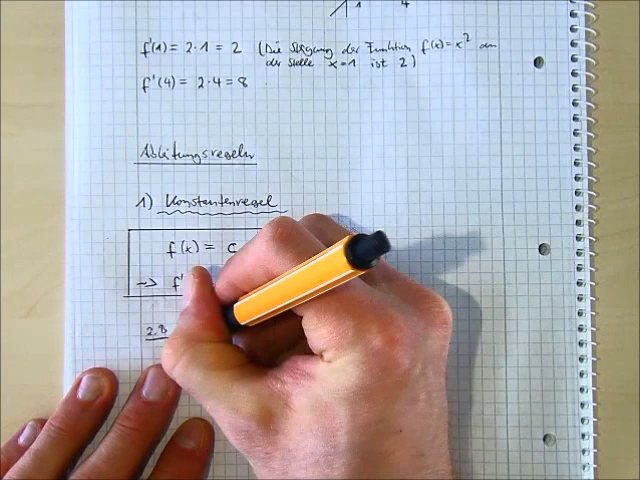 4
f'(1) = 2·1 = 2 (Die Steigung der Funktion f(x)=x² an
der Stelle x=1 ist 2)
f'(4) = 2·4 = 8
Ableitungsregeln
1) Konstantenregel
f(x) = c
→ f'
z.B